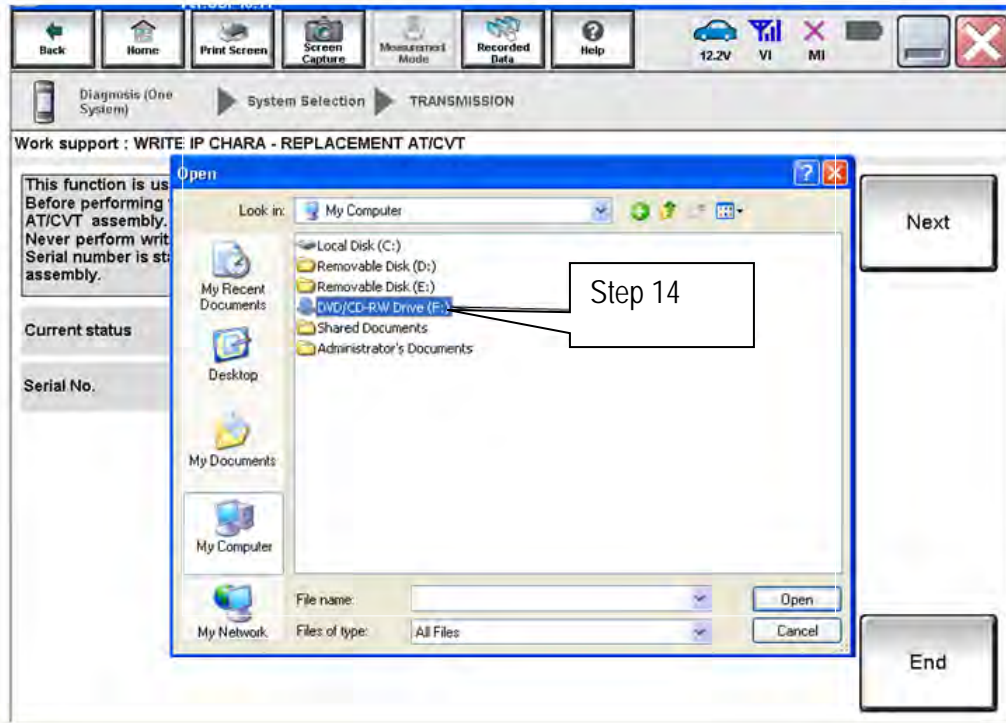 Back
Home
Print Screen
Screen
Capture
Measurement
Mode
Recorded
Data
Help
12.2V
VI
MI
Diagnosis (One
System)
System Selection
TRANSMISSION
Work support : WRITE IP CHARA - REPLACEMENT AT/CVT
This function is us
Before performing
AT/CVT assembly.
Never perform writ
Serial number is sta
assembly.
Current status
Serial No.
Open
Look in:
My Computer
My Recent
Documents
Desktop
My Documents
My Computer
My Network
Local Disk (C:)
Removable Disk (D:)
Removable Disk (E:)
DVD/CD-RW Drive (F:)
Shared Documents
Administrator's Documents
Step 14
File name:
Open
Files of type:
All Files
Cancel
Next
End